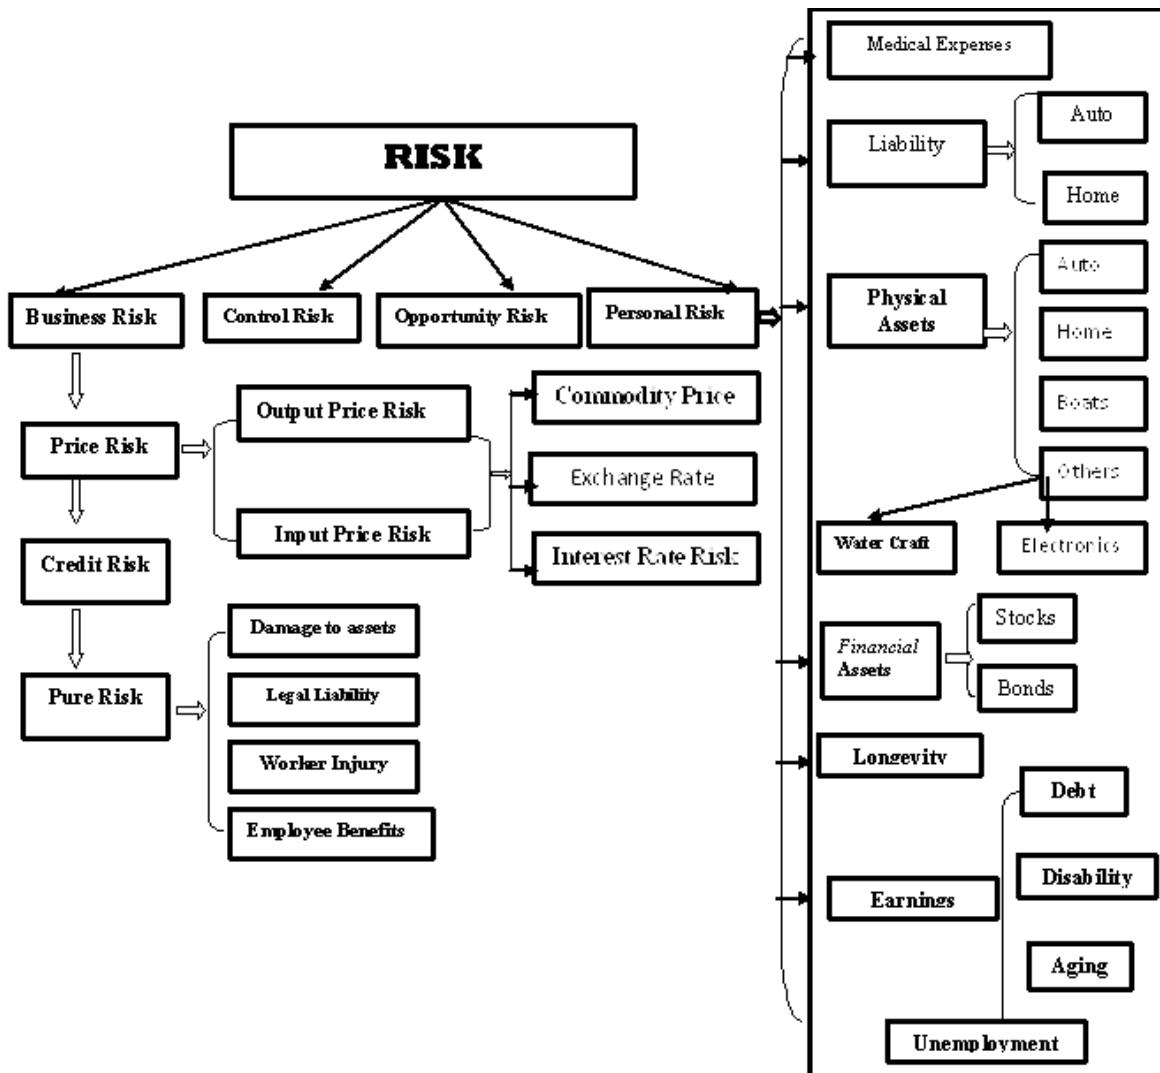 RISK
Business Risk
Control Risk
Opportunity Risk
Personal Risk
Price Risk
Output Price Risk
Input Price Risk
Commodity Price
Exchange Rate
Interest Rate Risk
Credit Risk
Pure Risk
Damage to assets
Legal Liability
Worker Injury
Employee Benefits
Medical Expenses
Liability
Auto
Home
Physical
Assets
Auto
Home
Boats
Others
Water Craft
Electronics
Financial
Assets
Stocks
Bonds
Longevity
Earnings
Debt
Disability
Aging
Unemployment